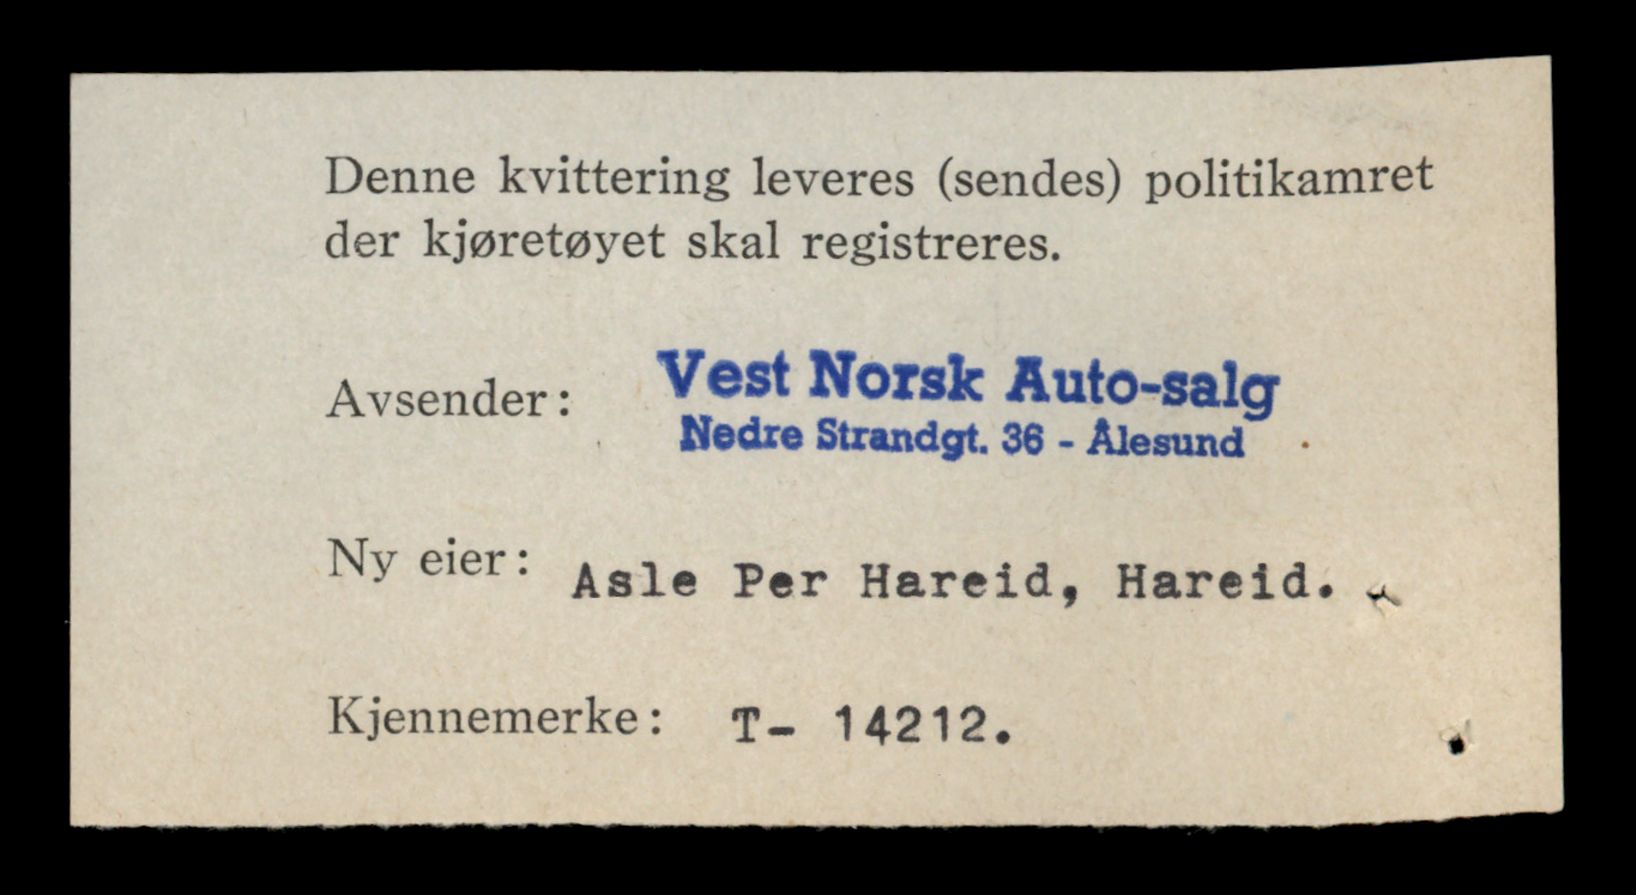 Denne kvittering leveres (sendes) politikamret
der kjøretøyet skal registreres.
Avsender: Vest Norsk Auto-salg
Nedre Strandgt. 36 - Ålesund
Ny eier: Asle Per Hareid, Hareid.
Kjennemerke: T- 14212.